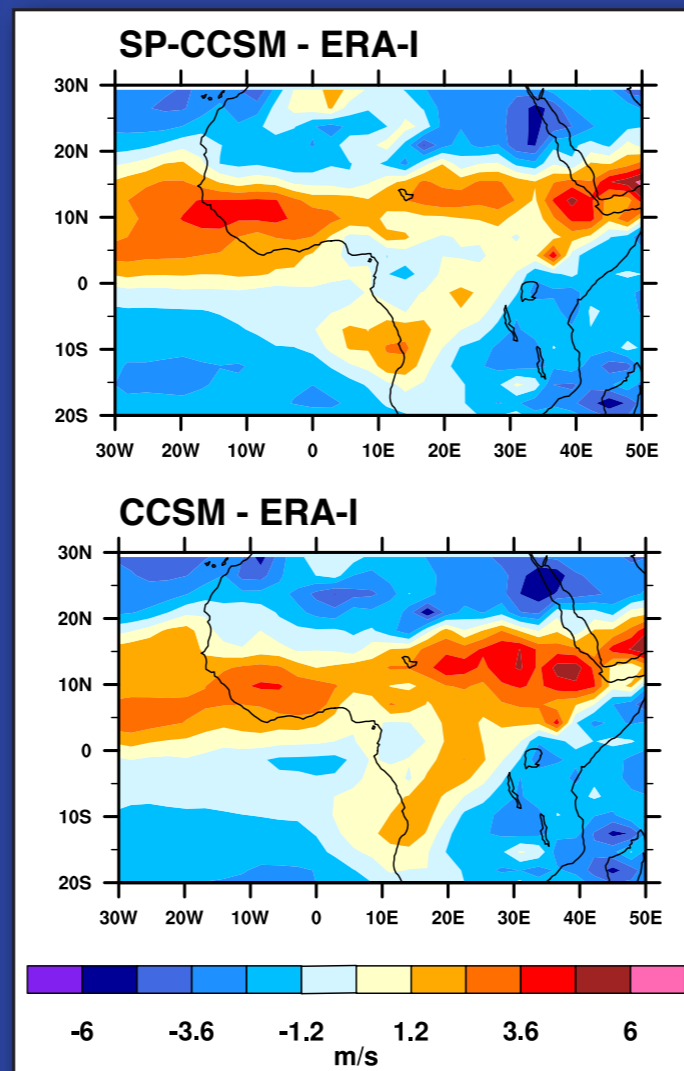 SP-CCSM - ERA-I
30N
20N
10N
0
10S
20S
30W 20W 10W 0 10E 20E 30E 40E 50E
CCSM - ERA-I
30N
20N
10N
0
10S
20S
30W 20W 10W 0 10E 20E 30E 40E 50E
-6 -3.6 -1.2 1.2 3.6 6
m/s